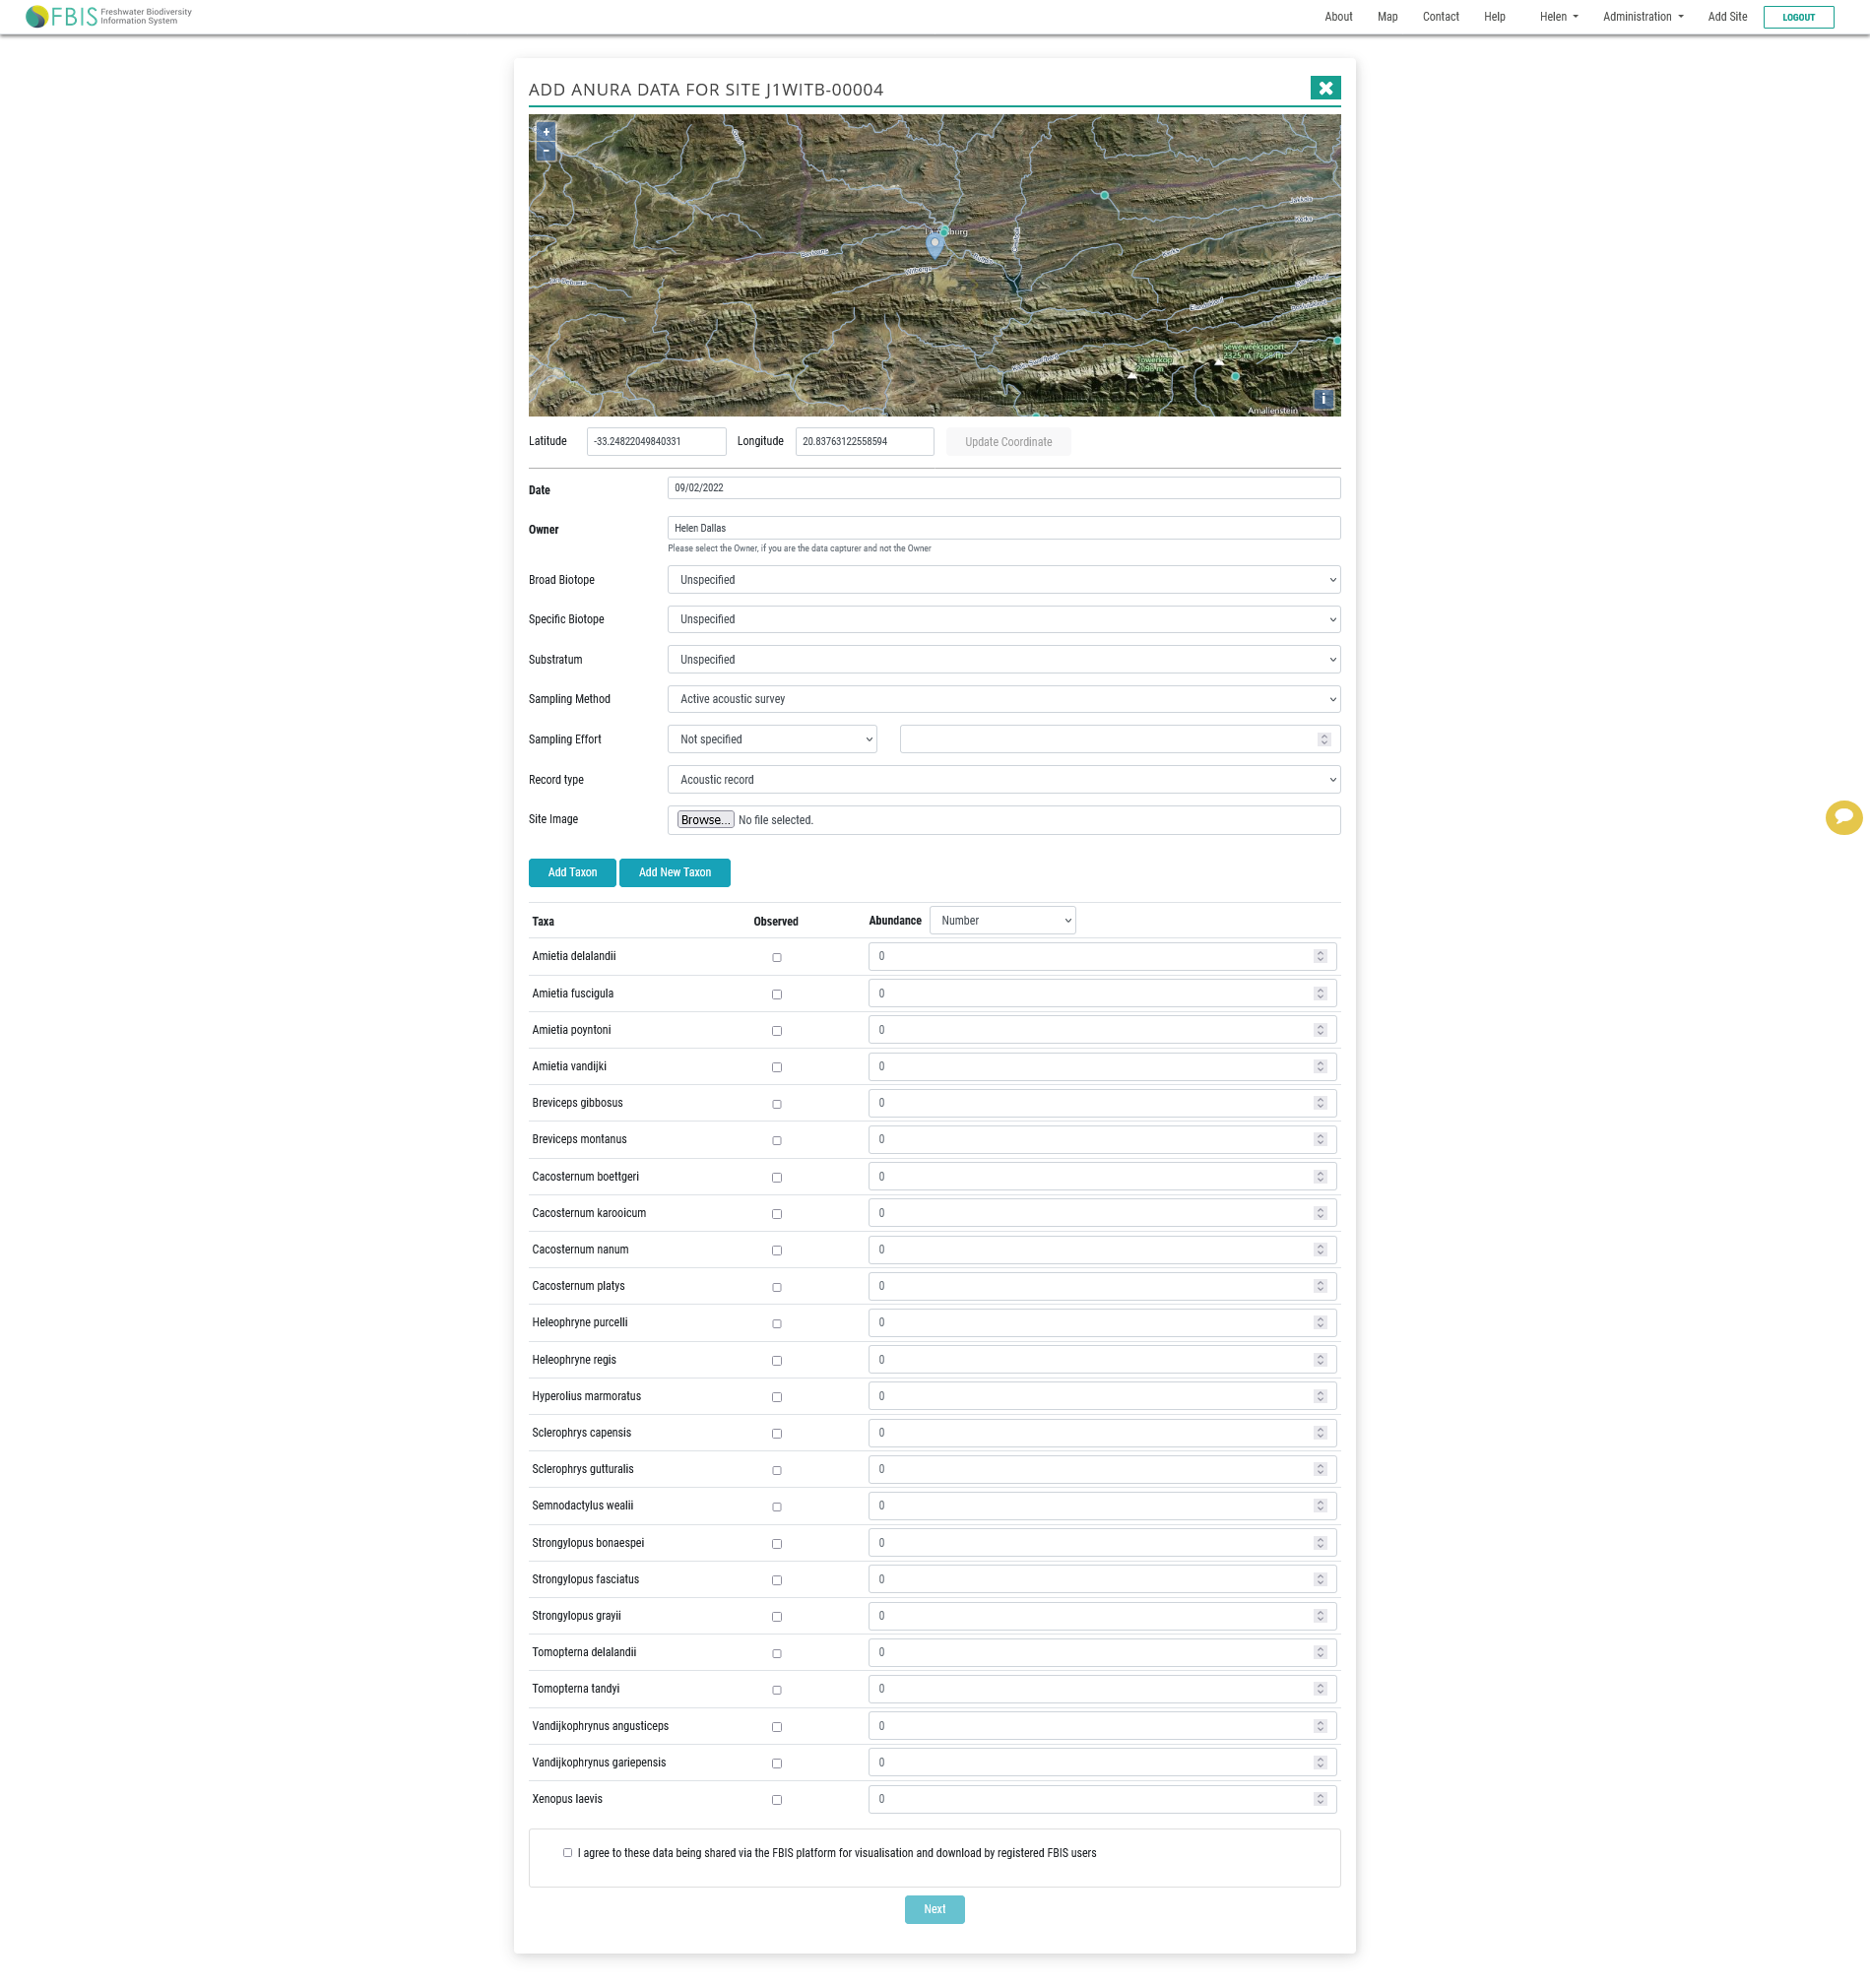 FBIS Freshwater Biodiversity
Information System
About Map Contact Help Helen Administration Add Site LOGOUT
ADD ANURA DATA FOR SITE J1WITB-00004
+
−
Towerkop
2098 m
Seweweekspoort
2325 m (7628 ft)
Amalienstein
i
Latitude -33.24822049840331 Longitude 20.83763122558594 Update Coordinate
Date 09/02/2022
Owner Helen Dallas
Please select the Owner, if you are the data capturer and not the Owner
Broad Biotope Unspecified
Specific Biotope Unspecified
Substratum Unspecified
Sampling Method Active acoustic survey
Sampling Effort Not specified
Record type Acoustic record
Site Image Browse... No file selected.
Add Taxon Add New Taxon
Taxa Observed Abundance Number
Amietia delalandii 0
Amietia fuscigula 0
Amietia poyntoni 0
Amietia vandijki 0
Breviceps gibbosus 0
Breviceps montanus 0
Cacosternum boettgeri 0
Cacosternum karooicum 0
Cacosternum nanum 0
Cacosternum platys 0
Heleophryne purcelli 0
Heleophryne regis 0
Hyperolius marmoratus 0
Sclerophrys capensis 0
Sclerophrys gutturalis 0
Semnodactylus wealii 0
Strongylopus bonaespei 0
Strongylopus fasciatus 0
Strongylopus grayii 0
Tomopterna delalandii 0
Tomopterna tandyi 0
Vandijkophrynus angusticeps 0
Vandijkophrynus gariepensis 0
Xenopus laevis 0
I agree to these data being shared via the FBIS platform for visualisation and download by registered FBIS users
Next